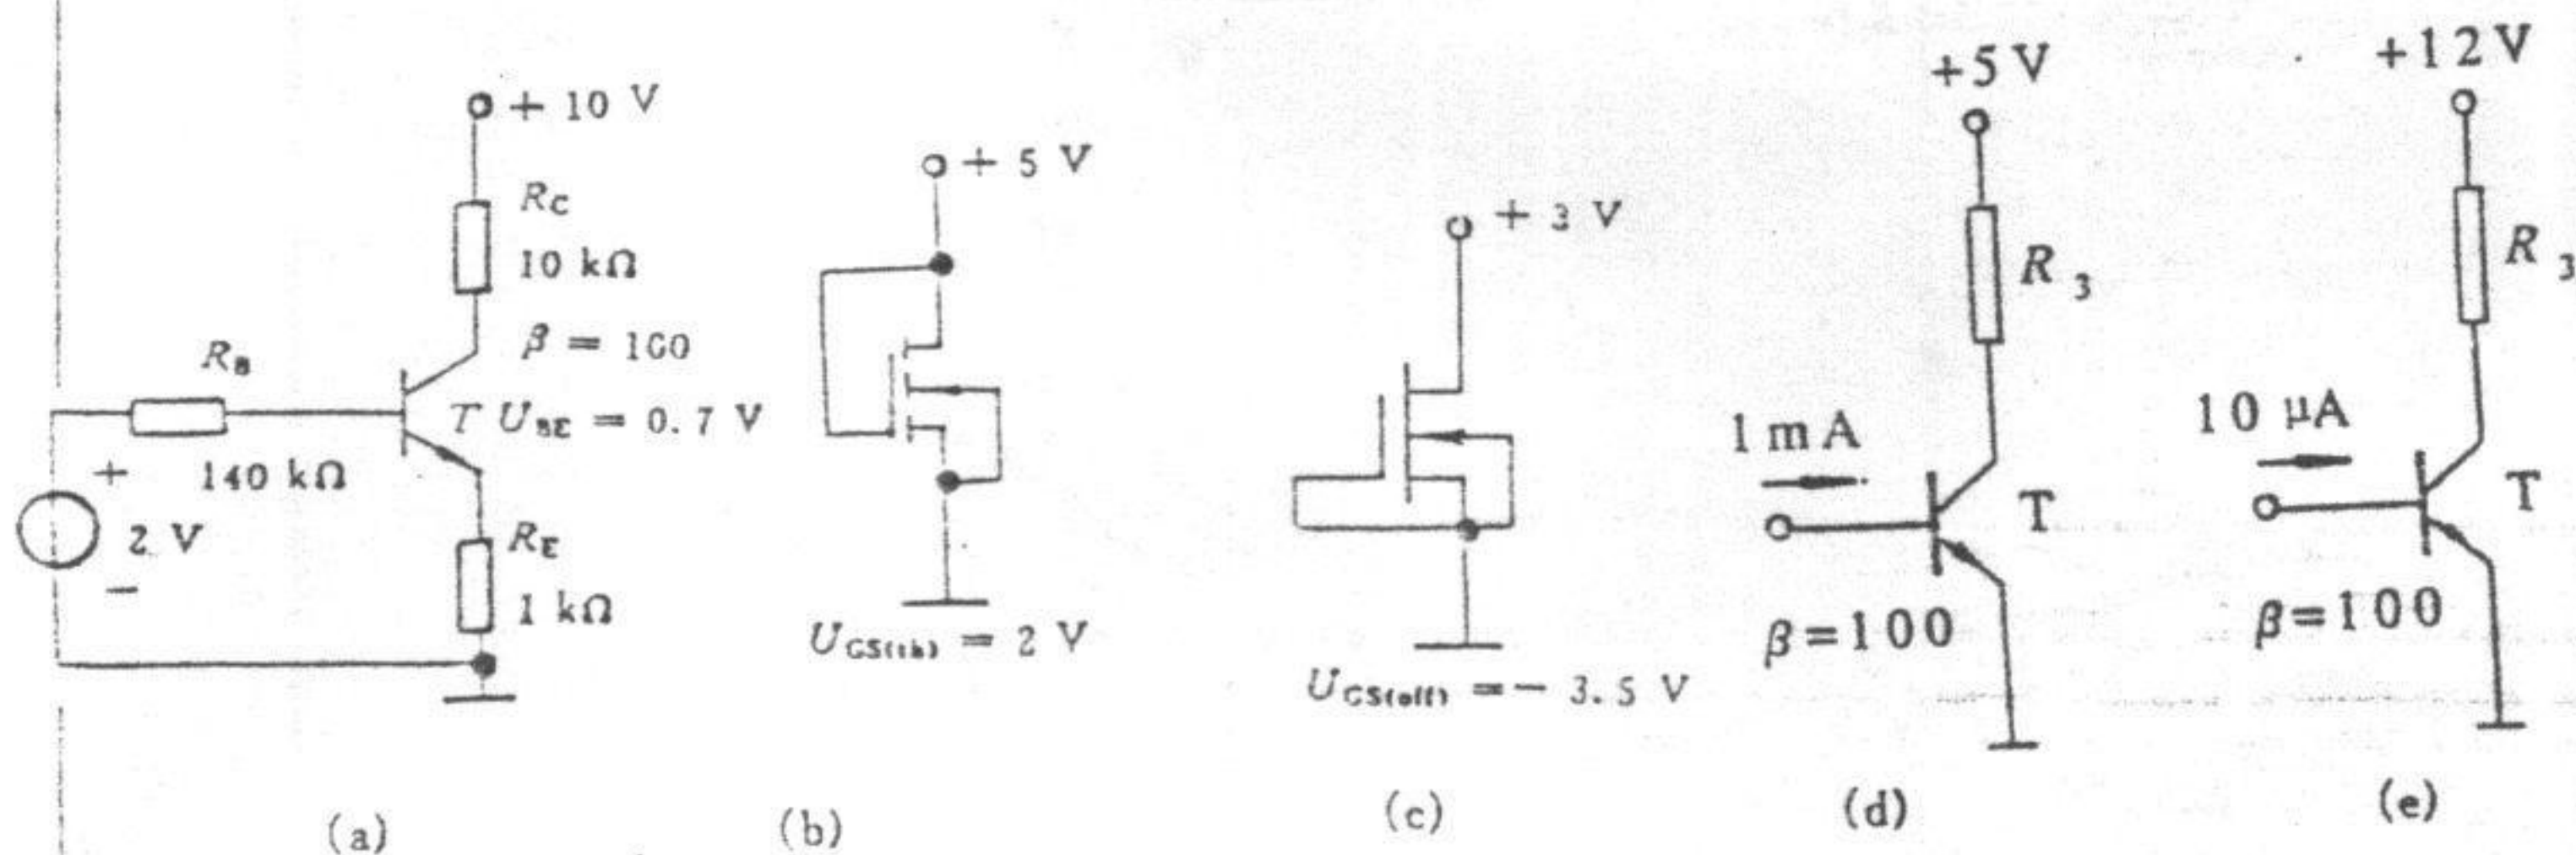 + 10 V
RC
10 kΩ
β = 100
RB
140 kΩ
T UBE = 0.7 V
+
2 V
−
RE
1 kΩ
(a)
+ 5 V
UGS(th) = 2 V
(b)
+ 3 V
UGS(off) = − 3.5 V
(c)
+5 V
R3
1 mA
T
β=100
(d)
+12 V
R3
10 μA
T
β=100
(e)